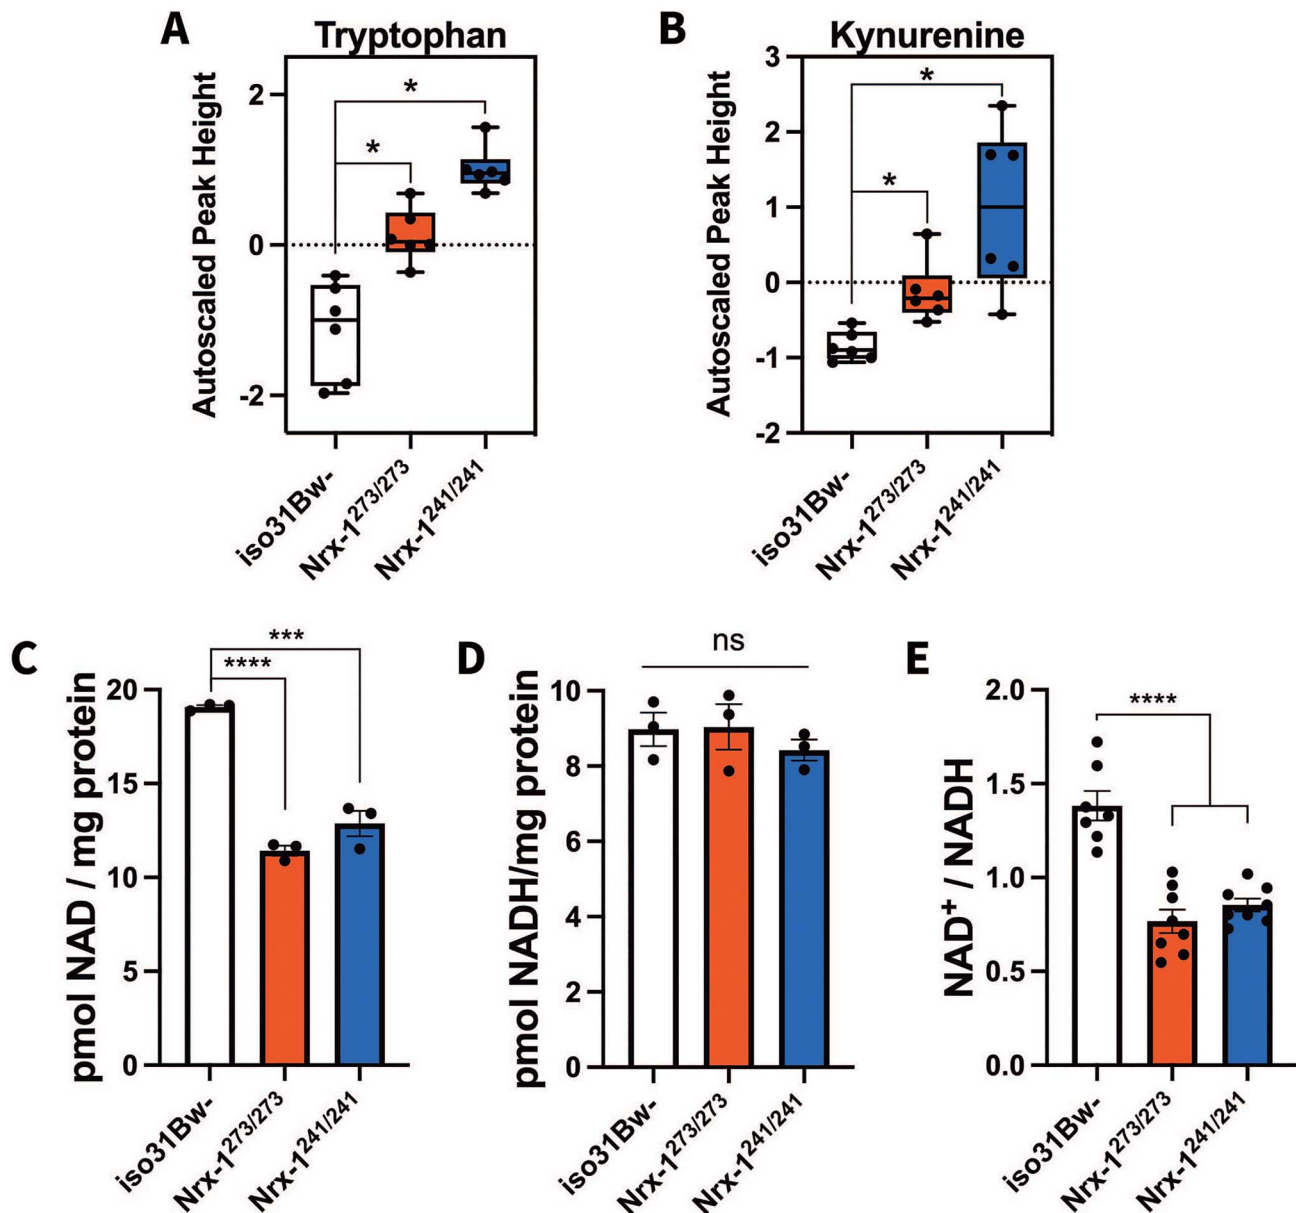 A
Tryptophan
Autoscaled Peak Height
2
0
-2
*
*
iso31Bw-
Nrx-1²⁷³/²⁷³
Nrx-1²⁴¹/²⁴¹
B
Kynurenine
Autoscaled Peak Height
3
2
1
0
-1
-2
*
*
iso31Bw-
Nrx-1²⁷³/²⁷³
Nrx-1²⁴¹/²⁴¹
C
pmol NAD / mg protein
20
15
10
5
0
***
****
iso31Bw-
Nrx-1²⁷³/²⁷³
Nrx-1²⁴¹/²⁴¹
D
pmol NADH/mg protein
10
8
6
4
2
0
ns
iso31Bw-
Nrx-1²⁷³/²⁷³
Nrx-1²⁴¹/²⁴¹
E
NAD⁺ / NADH
2.0
1.5
1.0
0.5
0.0
****
iso31Bw-
Nrx-1²⁷³/²⁷³
Nrx-1²⁴¹/²⁴¹